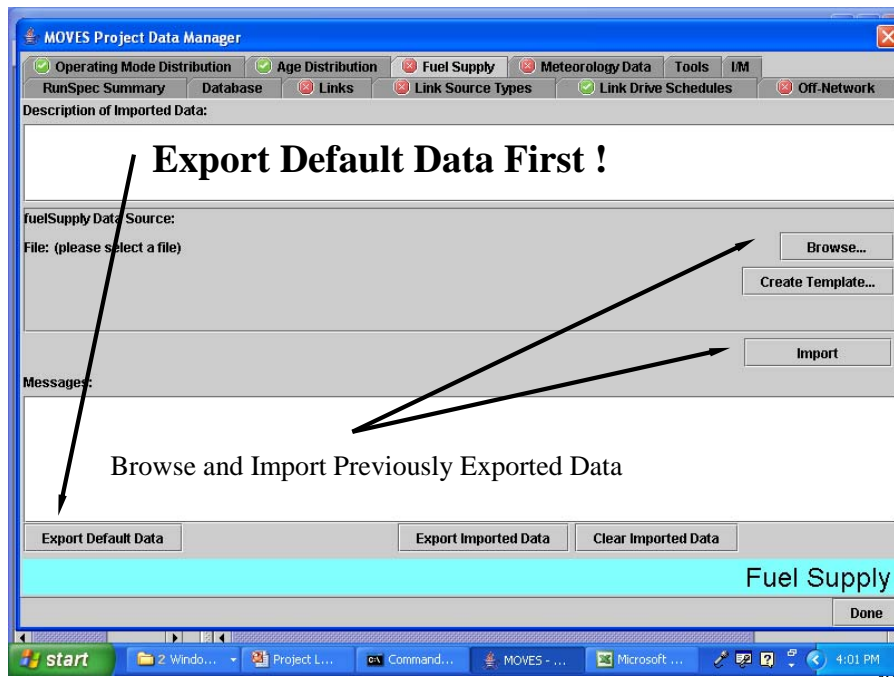 MOVES Project Data Manager
Operating Mode Distribution Age Distribution Fuel Supply Meteorology Data Tools I/M
RunSpec Summary Database Links Link Source Types Link Drive Schedules Off-Network
Description of Imported Data:
Export Default Data First !
fuelSupply Data Source:
File: (please select a file)
Browse...
Create Template...
Import
Messages:
Browse and Import Previously Exported Data
Export Default Data Export Imported Data Clear Imported Data
Fuel Supply
Done
start 2 Windo... Project L... Command... MOVES - ... Microsoft ... 4:01 PM